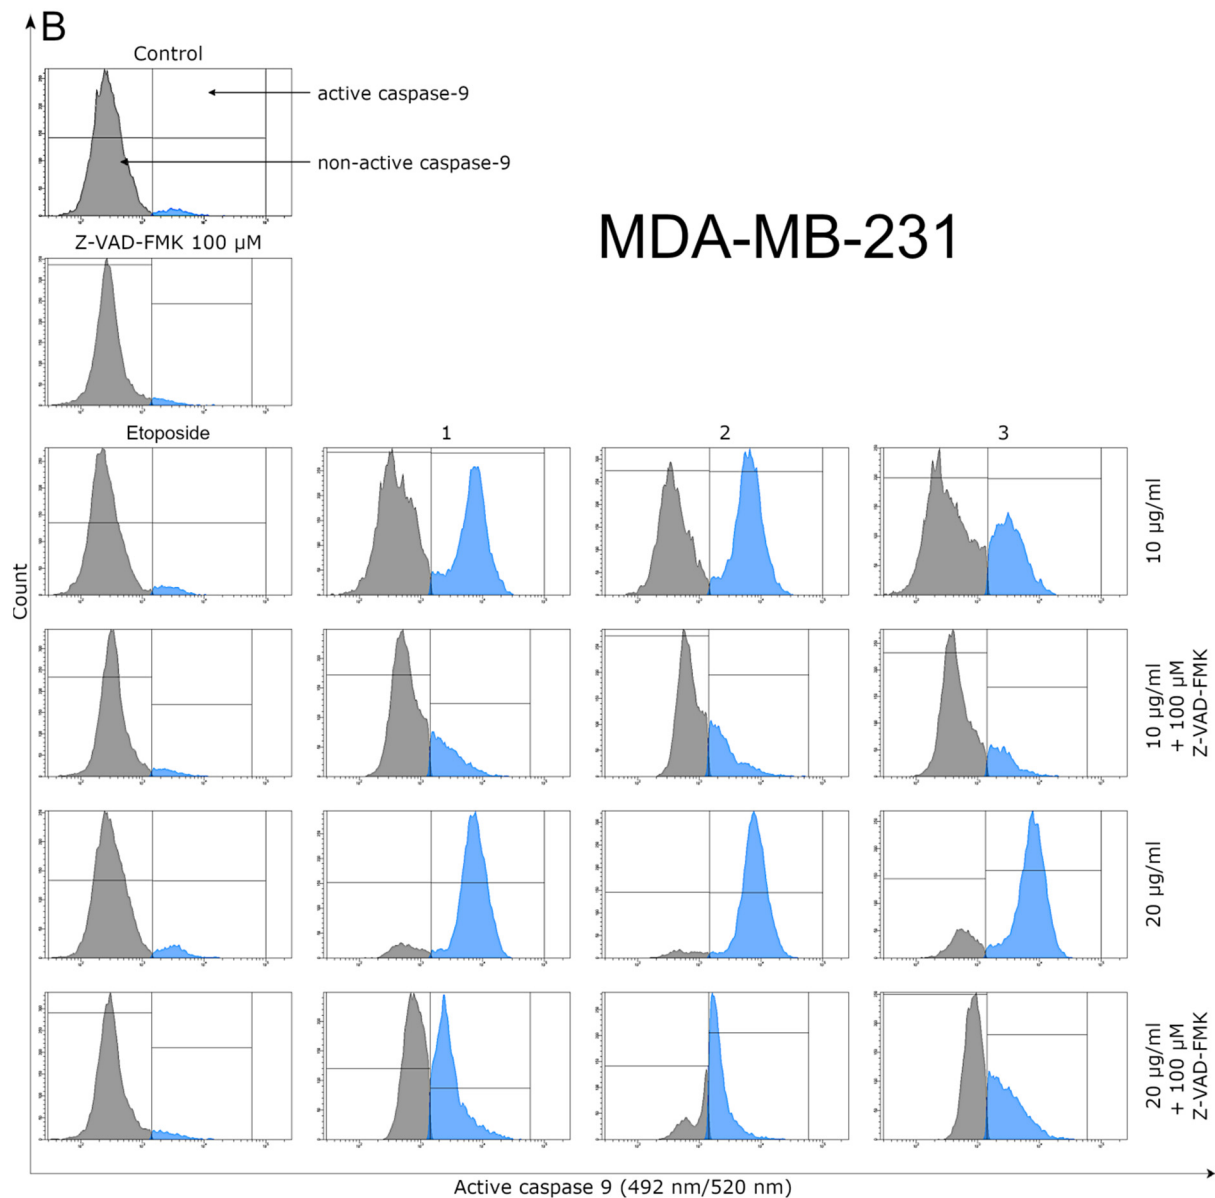 B
Control
active caspase-9
non-active caspase-9
Z-VAD-FMK 100 µM
MDA-MB-231
Etoposide
1
2
3
10 µg/ml
10 µg/ml
+ 100 µM
Z-VAD-FMK
20 µg/ml
20 µg/ml
+ 100 µM
Z-VAD-FMK
Count
Active caspase 9 (492 nm/520 nm)